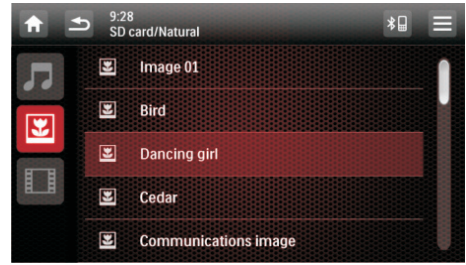 9:28
SD card/Natural
Image 01
Bird
Dancing girl
Cedar
Communications image